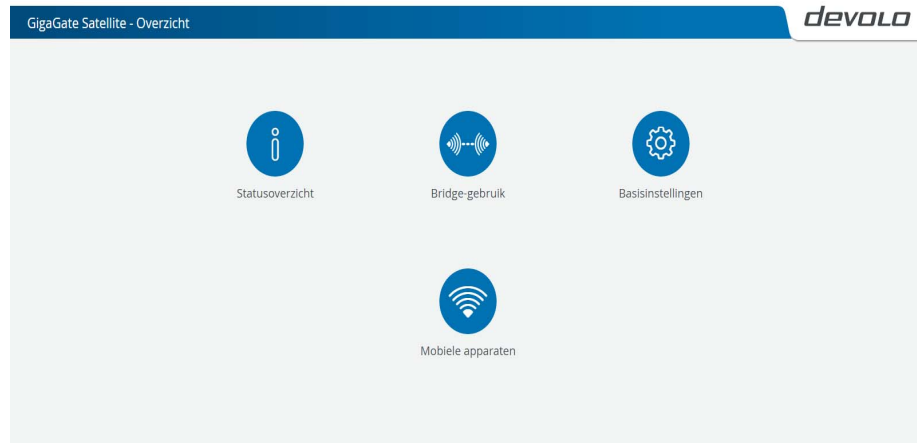 GigaGate Satellite - Overzicht
devolo
Statusoverzicht
Bridge-gebruik
Basisinstellingen
Mobiele apparaten